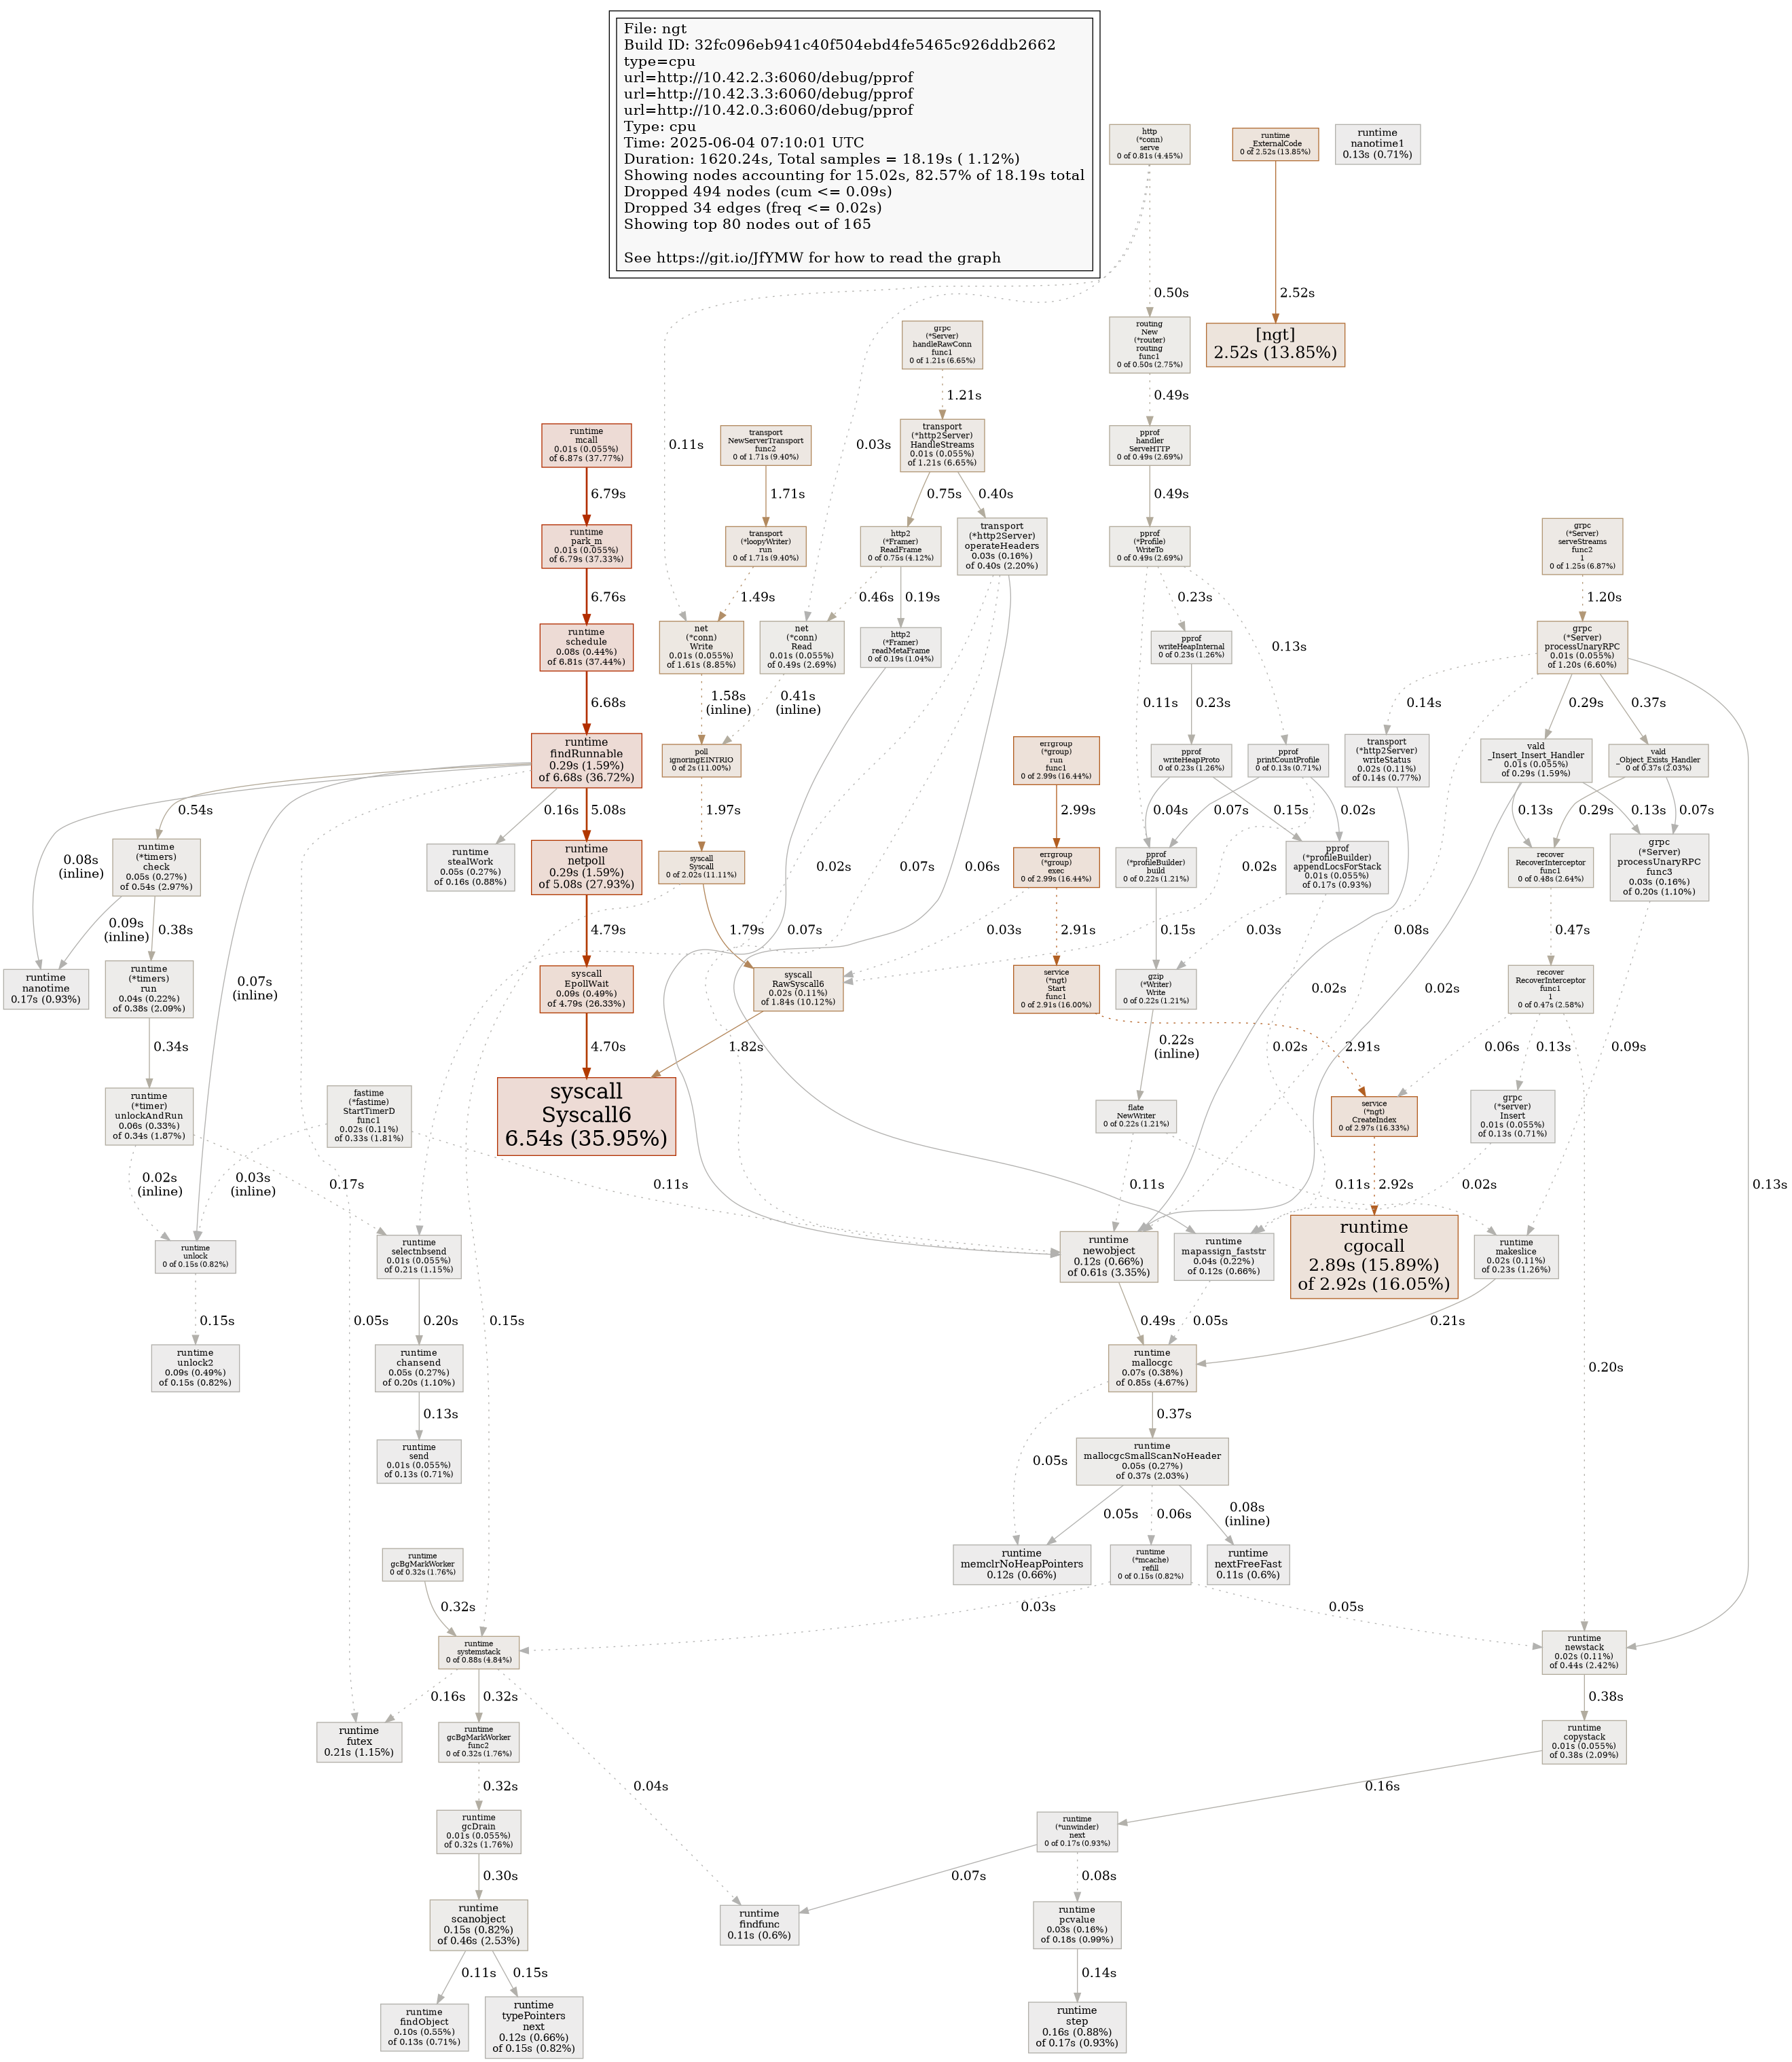 File: ngt
Build ID: 32fc096eb941c40f504ebd4fe5465c926ddb2662
type=cpu
url=http://10.42.2.3:6060/debug/pprof
url=http://10.42.3.3:6060/debug/pprof
url=http://10.42.0.3:6060/debug/pprof
Type: cpu
Time: 2025-06-04 07:10:01 UTC
Duration: 1620.24s, Total samples = 18.19s ( 1.12%)
Showing nodes accounting for 15.02s, 82.57% of 18.19s total
Dropped 494 nodes (cum <= 0.09s)
Dropped 34 edges (freq <= 0.02s)
Showing top 80 nodes out of 165
See https://git.io/JfYMW for how to read the graph
http
(*conn)
serve
0 of 0.81s (4.45%)
runtime
_ExternalCode
0 of 2.52s (13.85%)
runtime
nanotime1
0.13s (0.71%)
0.50s
2.52s
routing
New
(*router)
routing
func1
0 of 0.50s (2.75%)
[ngt]
2.52s (13.85%)
grpc
(*Server)
handleRawConn
func1
0 of 1.21s (6.65%)
1.21s
0.49s
runtime
mcall
0.01s (0.055%)
of 6.87s (37.77%)
0.11s
transport
NewServerTransport
func2
0 of 1.71s (9.40%)
0.03s
transport
(*http2Server)
HandleStreams
0.01s (0.055%)
of 1.21s (6.65%)
pprof
handler
ServeHTTP
0 of 0.49s (2.69%)
6.79s
1.71s
0.75s
0.40s
0.49s
runtime
park_m
0.01s (0.055%)
of 6.79s (37.33%)
transport
(*loopyWriter)
run
0 of 1.71s (9.40%)
http2
(*Framer)
ReadFrame
0 of 0.75s (4.12%)
transport
(*http2Server)
operateHeaders
0.03s (0.16%)
of 0.40s (2.20%)
pprof
(*Profile)
WriteTo
0 of 0.49s (2.69%)
grpc
(*Server)
serveStreams
func2
1
0 of 1.25s (6.87%)
6.76s
1.49s
0.46s
0.19s
0.23s
1.20s
runtime
schedule
0.08s (0.44%)
of 6.81s (37.44%)
net
(*conn)
Write
0.01s (0.055%)
of 1.61s (8.85%)
net
(*conn)
Read
0.01s (0.055%)
of 0.49s (2.69%)
http2
(*Framer)
readMetaFrame
0 of 0.19s (1.04%)
pprof
writeHeapInternal
0 of 0.23s (1.26%)
0.13s
grpc
(*Server)
processUnaryRPC
0.01s (0.055%)
of 1.20s (6.60%)
6.68s
1.58s
(inline)
0.41s
(inline)
0.11s
0.23s
0.14s
0.29s
0.37s
runtime
findRunnable
0.29s (1.59%)
of 6.68s (36.72%)
poll
ignoringEINTRIO
0 of 2s (11.00%)
errgroup
(*group)
run
func1
0 of 2.99s (16.44%)
pprof
writeHeapProto
0 of 0.23s (1.26%)
pprof
printCountProfile
0 of 0.13s (0.71%)
transport
(*http2Server)
writeStatus
0.02s (0.11%)
of 0.14s (0.77%)
vald
_Insert_Insert_Handler
0.01s (0.055%)
of 0.29s (1.59%)
vald
_Object_Exists_Handler
0 of 0.37s (2.03%)
0.54s
0.16s
5.08s
1.97s
2.99s
0.04s
0.07s
0.15s
0.02s
0.13s
0.29s
0.13s
0.07s
0.08s
(inline)
runtime
(*timers)
check
0.05s (0.27%)
of 0.54s (2.97%)
runtime
stealWork
0.05s (0.27%)
of 0.16s (0.88%)
runtime
netpoll
0.29s (1.59%)
of 5.08s (27.93%)
syscall
Syscall
0 of 2.02s (11.11%)
0.02s
0.07s
0.06s
errgroup
(*group)
exec
0 of 2.99s (16.44%)
pprof
(*profileBuilder)
build
0 of 0.22s (1.21%)
0.02s
pprof
(*profileBuilder)
appendLocsForStack
0.01s (0.055%)
of 0.17s (0.93%)
recover
RecoverInterceptor
func1
0 of 0.48s (2.64%)
grpc
(*Server)
processUnaryRPC
func3
0.03s (0.16%)
of 0.20s (1.10%)
0.09s
(inline)
0.38s
4.79s
1.79s
0.07s
0.03s
2.91s
0.15s
0.03s
0.08s
0.47s
runtime
nanotime
0.17s (0.93%)
runtime
(*timers)
run
0.04s (0.22%)
of 0.38s (2.09%)
0.07s
(inline)
syscall
EpollWait
0.09s (0.49%)
of 4.79s (26.33%)
syscall
RawSyscall6
0.02s (0.11%)
of 1.84s (10.12%)
service
(*ngt)
Start
func1
0 of 2.91s (16.00%)
gzip
(*Writer)
Write
0 of 0.22s (1.21%)
0.02s
0.02s
recover
RecoverInterceptor
func1
1
0 of 0.47s (2.58%)
0.34s
4.70s
1.82s
0.22s
(inline)
0.02s
2.91s
0.06s
0.13s
0.09s
runtime
(*timer)
unlockAndRun
0.06s (0.33%)
of 0.34s (1.87%)
fastime
(*fastime)
StartTimerD
func1
0.02s (0.11%)
of 0.33s (1.81%)
syscall
Syscall6
6.54s (35.95%)
flate
NewWriter
0 of 0.22s (1.21%)
service
(*ngt)
CreateIndex
0 of 2.97s (16.33%)
grpc
(*server)
Insert
0.01s (0.055%)
of 0.13s (0.71%)
0.02s
(inline)
0.03s
(inline)
0.17s
0.11s
0.11s
0.11s
2.92s
0.02s
0.13s
runtime
unlock
0 of 0.15s (0.82%)
runtime
selectnbsend
0.01s (0.055%)
of 0.21s (1.15%)
runtime
newobject
0.12s (0.66%)
of 0.61s (3.35%)
runtime
mapassign_faststr
0.04s (0.22%)
of 0.12s (0.66%)
runtime
cgocall
2.89s (15.89%)
of 2.92s (16.05%)
runtime
makeslice
0.02s (0.11%)
of 0.23s (1.26%)
0.15s
0.05s
0.20s
0.15s
0.49s
0.05s
0.21s
runtime
unlock2
0.09s (0.49%)
of 0.15s (0.82%)
runtime
chansend
0.05s (0.27%)
of 0.20s (1.10%)
runtime
mallocgc
0.07s (0.38%)
of 0.85s (4.67%)
0.20s
0.13s
0.37s
runtime
send
0.01s (0.055%)
of 0.13s (0.71%)
0.05s
runtime
mallocgcSmallScanNoHeader
0.05s (0.27%)
of 0.37s (2.03%)
0.05s
0.06s
0.08s
(inline)
runtime
gcBgMarkWorker
0 of 0.32s (1.76%)
runtime
memclrNoHeapPointers
0.12s (0.66%)
runtime
(*mcache)
refill
0 of 0.15s (0.82%)
runtime
nextFreeFast
0.11s (0.6%)
0.32s
0.03s
0.05s
runtime
systemstack
0 of 0.88s (4.84%)
runtime
newstack
0.02s (0.11%)
of 0.44s (2.42%)
0.16s
0.32s
0.38s
runtime
futex
0.21s (1.15%)
runtime
gcBgMarkWorker
func2
0 of 0.32s (1.76%)
runtime
copystack
0.01s (0.055%)
of 0.38s (2.09%)
0.32s
0.04s
0.16s
runtime
gcDrain
0.01s (0.055%)
of 0.32s (1.76%)
runtime
(*unwinder)
next
0 of 0.17s (0.93%)
0.30s
0.07s
0.08s
runtime
scanobject
0.15s (0.82%)
of 0.46s (2.53%)
runtime
findfunc
0.11s (0.6%)
runtime
pcvalue
0.03s (0.16%)
of 0.18s (0.99%)
0.11s
0.15s
0.14s
runtime
findObject
0.10s (0.55%)
of 0.13s (0.71%)
runtime
typePointers
next
0.12s (0.66%)
of 0.15s (0.82%)
runtime
step
0.16s (0.88%)
of 0.17s (0.93%)